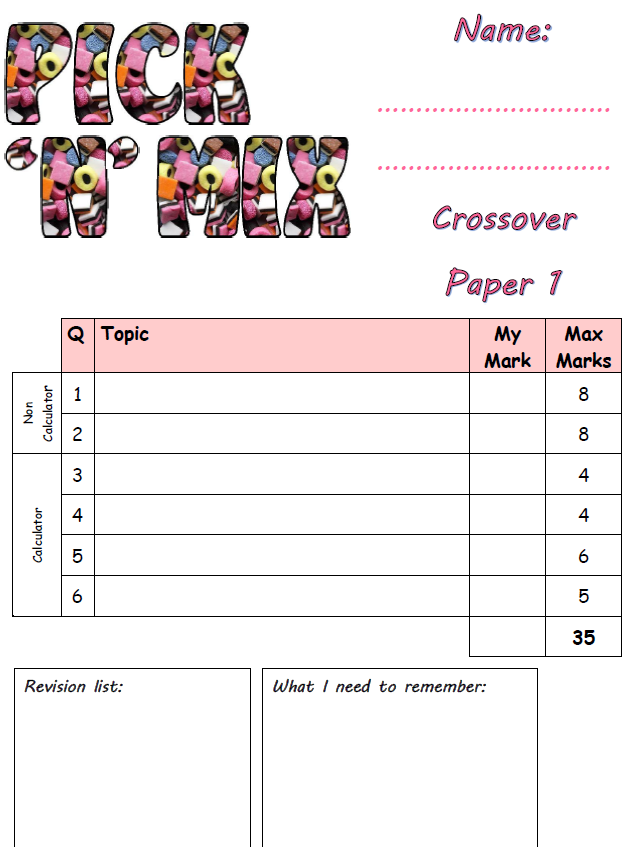 PICK
'N' MIX
Name:
Crossover
Paper 1
Q Topic My Mark Max Marks
Non Calculator
1 8
2 8
Calculator
3 4
4 4
5 6
6 5
35
Revision list:
What I need to remember: